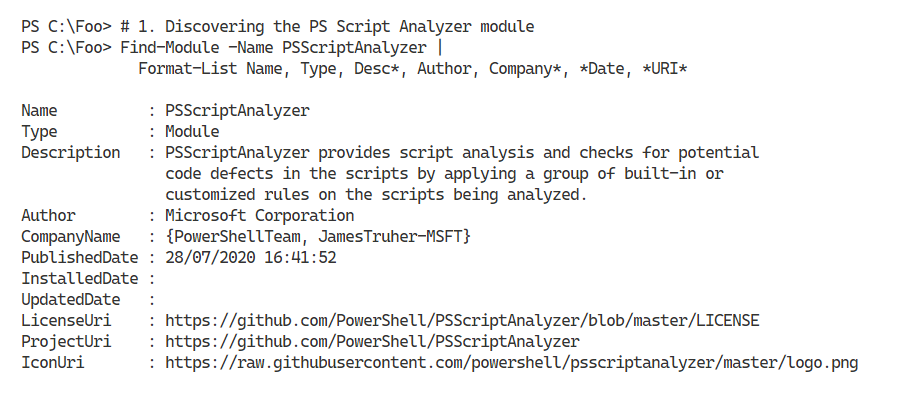 PS C:\Foo> # 1. Discovering the PS Script Analyzer module
PS C:\Foo> Find-Module -Name PSScriptAnalyzer |
             Format-List Name, Type, Desc*, Author, Company*, *Date, *URI*

Name          : PSScriptAnalyzer
Type          : Module
Description   : PSScriptAnalyzer provides script analysis and checks for potential
                code defects in the scripts by applying a group of built-in or
                customized rules on the scripts being analyzed.
Author        : Microsoft Corporation
CompanyName   : {PowerShellTeam, JamesTruher-MSFT}
PublishedDate : 28/07/2020 16:41:52
InstalledDate :
UpdatedDate   :
LicenseUri    : https://github.com/PowerShell/PSScriptAnalyzer/blob/master/LICENSE
ProjectUri    : https://github.com/PowerShell/PSScriptAnalyzer
IconUri       : https://raw.githubusercontent.com/powershell/psscriptanalyzer/master/logo.png